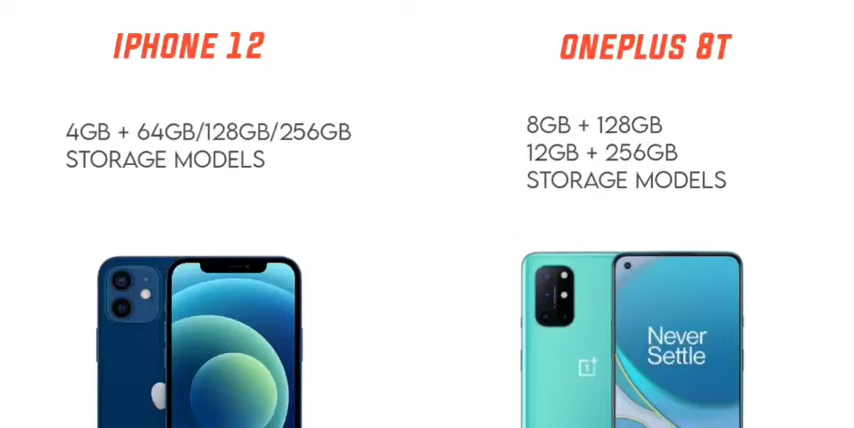 IPHONE 12
4GB + 64GB/128GB/256GB
STORAGE MODELS
ONEPLUS 8T
8GB + 128GB
12GB + 256GB
STORAGE MODELS
Never
Settle